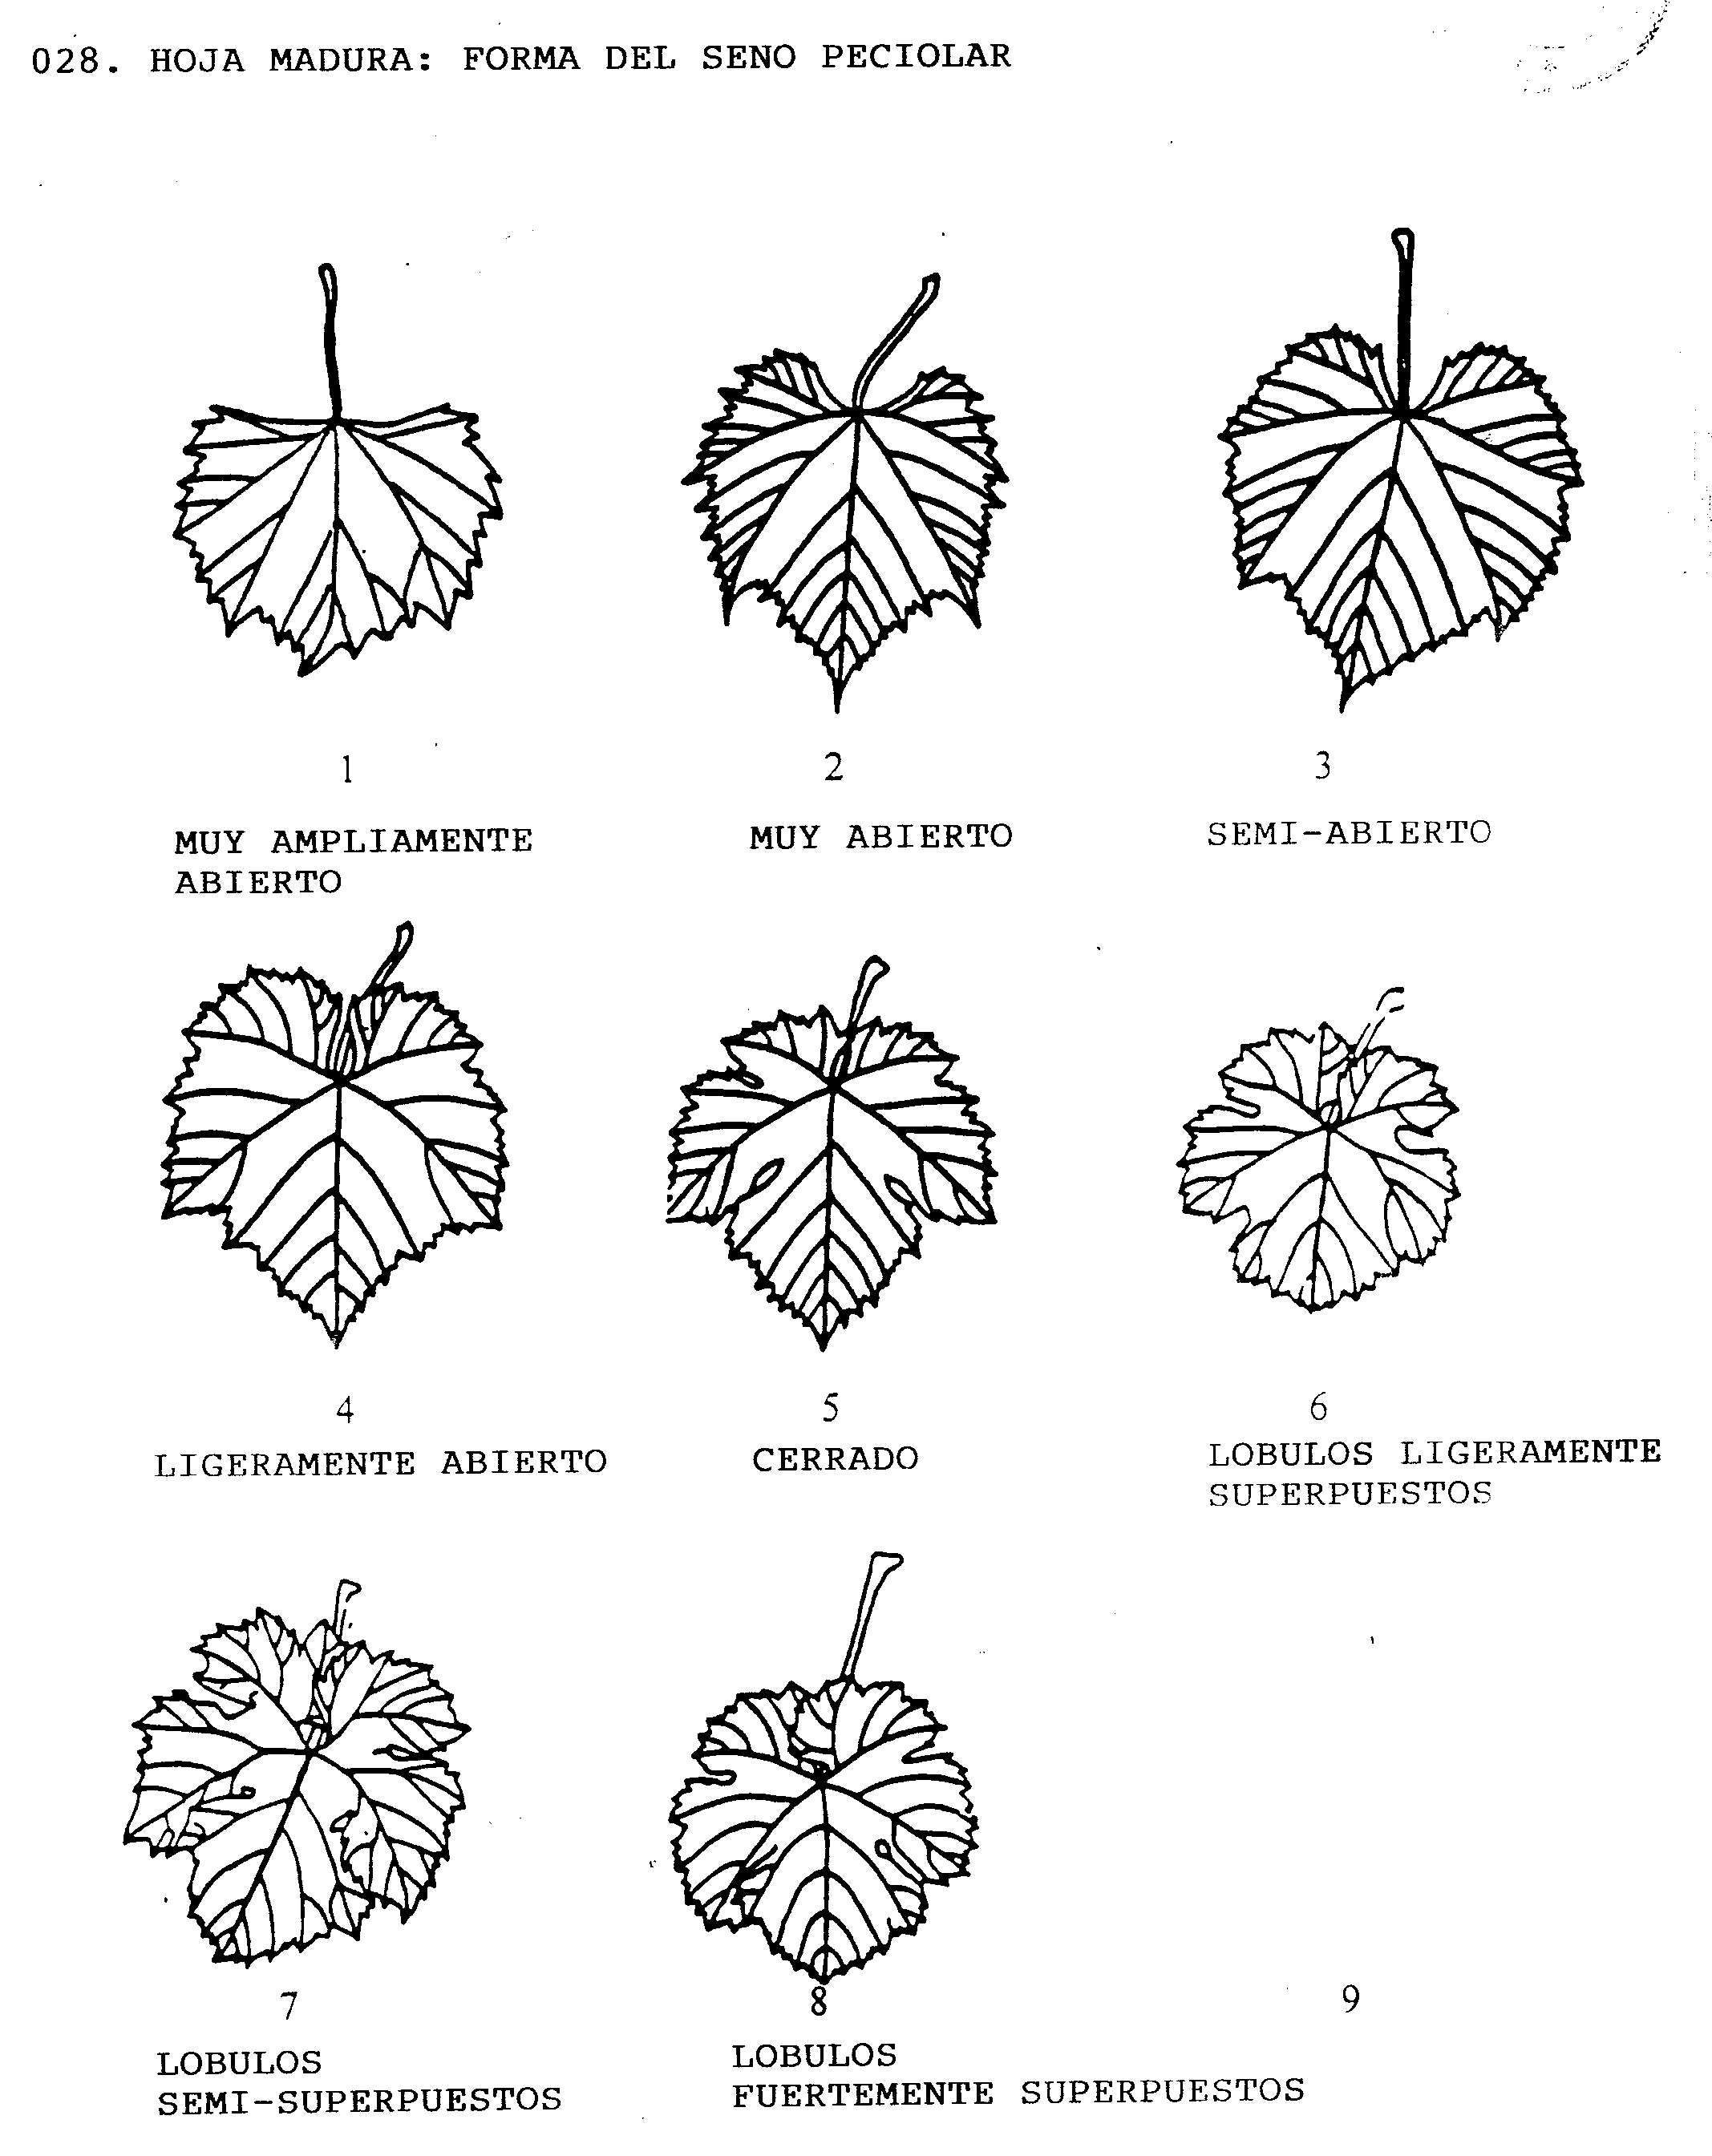 028. HOJA MADURA: FORMA DEL SENO PECIOLAR
1
2
3
MUY AMPLIAMENTE
ABIERTO
MUY ABIERTO
SEMI-ABIERTO
4
5
6
LIGERAMENTE ABIERTO
CERRADO
LOBULOS LIGERAMENTE
SUPERPUESTOS
7
8
9
LOBULOS
SEMI-SUPERPUESTOS
LOBULOS
FUERTEMENTE SUPERPUESTOS